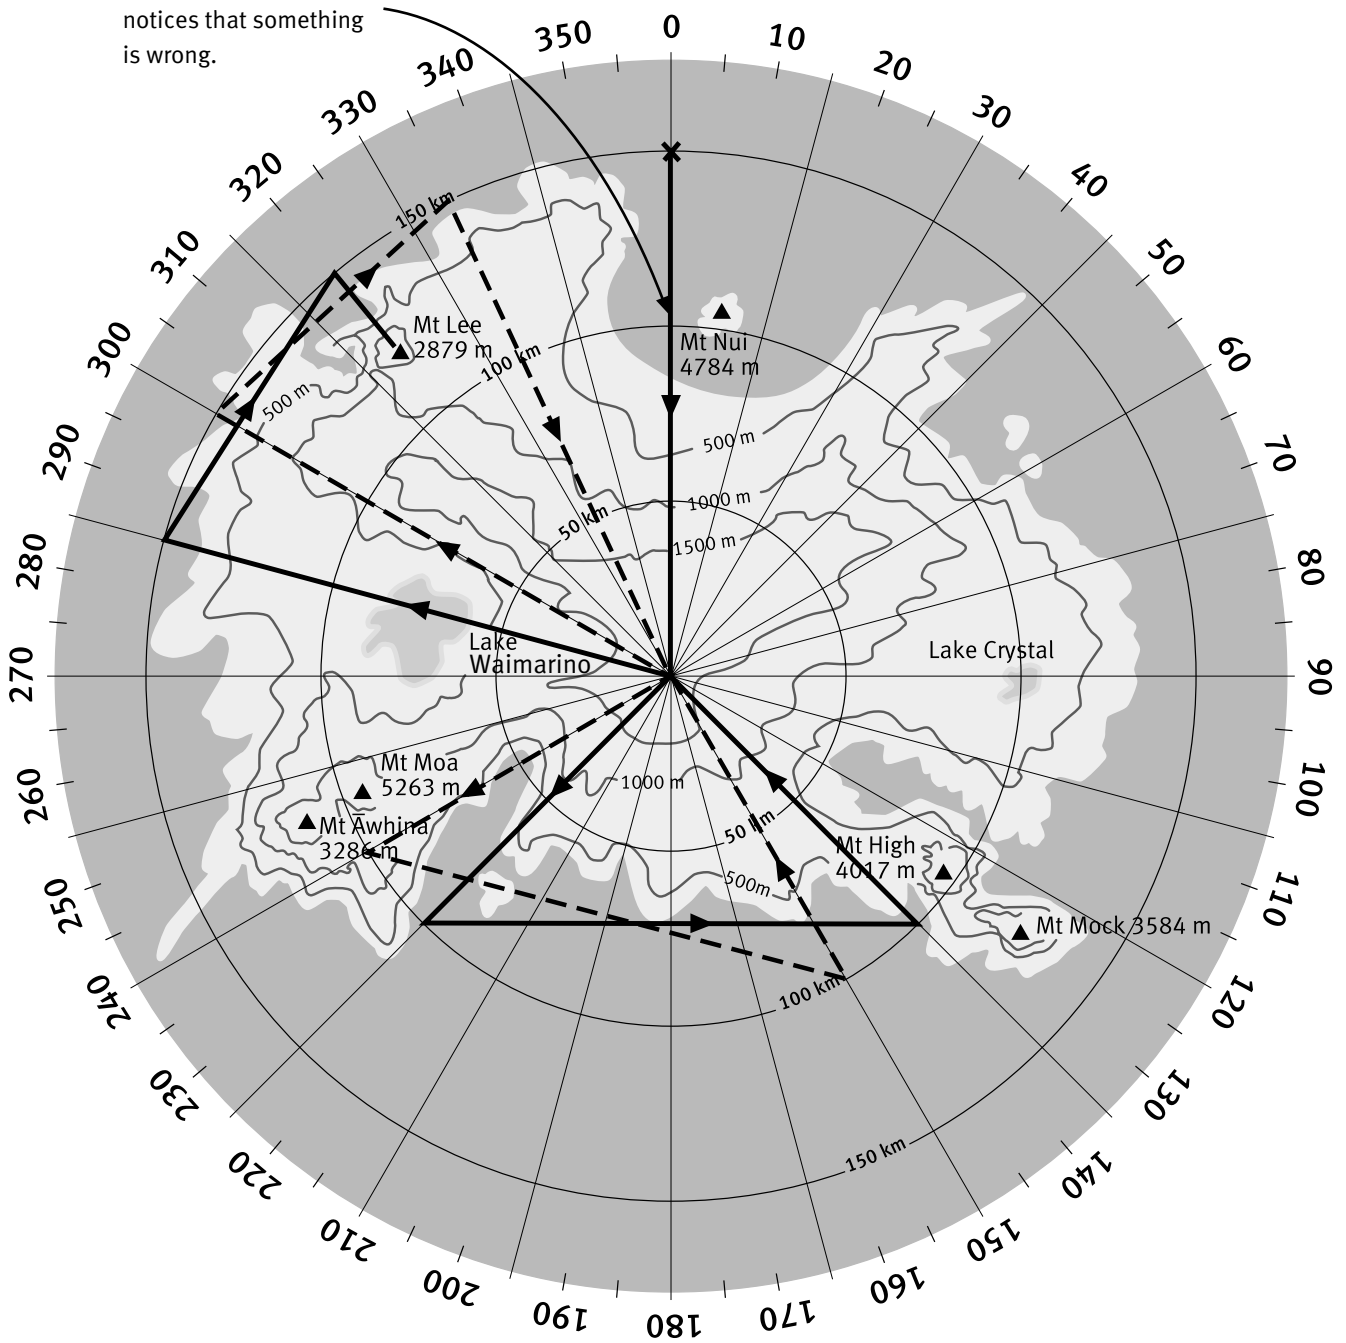 notices that something
is wrong.
0
10
20
30
40
50
60
70
80
90
100
110
120
130
140
150
160
170
180
190
200
210
220
230
240
250
260
270
280
290
300
310
320
330
340
350
150 km
Mt Lee
2879 m
100 km
Mt Nui
4784 m
500 m
500 m
1000 m
50 km
1500 m
Lake
Waimarino
Lake Crystal
Mt Moa
5263 m
1000 m
Mt Āwhina
3286 m
50 km
Mt High
4017 m
500m
Mt Mock 3584 m
100 km
150 km